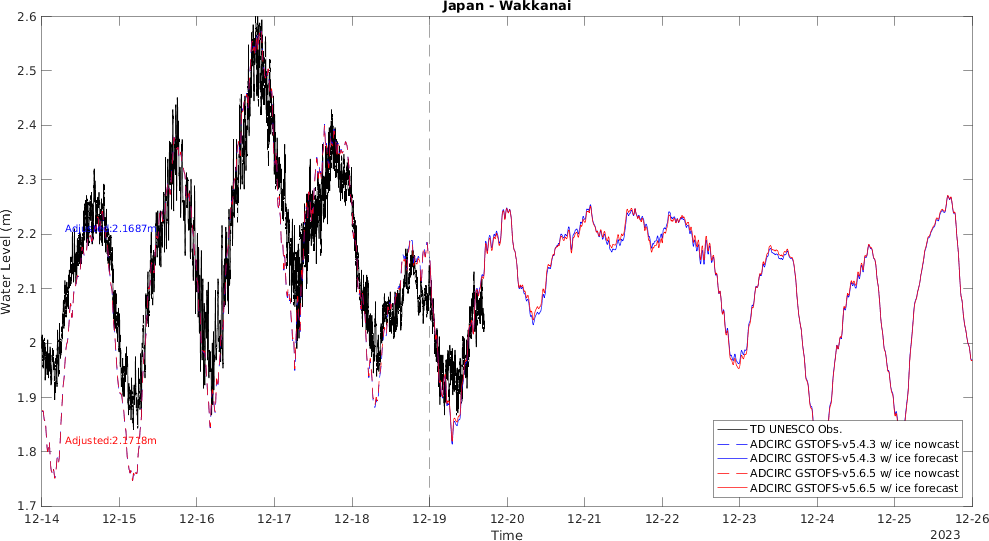 Japan - Wakkanai
2.6
2.5
2.4
2.3
2.2
2.1
2
1.9
1.8
1.7
Water Level (m)
Adjusted:2.1687m
Adjusted:2.1718m
TD UNESCO Obs.
ADCIRC GSTOFS-v5.4.3 w/ ice nowcast
ADCIRC GSTOFS-v5.4.3 w/ ice forecast
ADCIRC GSTOFS-v5.6.5 w/ ice nowcast
ADCIRC GSTOFS-v5.6.5 w/ ice forecast
12-14 12-15 12-16 12-17 12-18 12-19 12-20 12-21 12-22 12-23 12-24 12-25 12-26
Time
2023